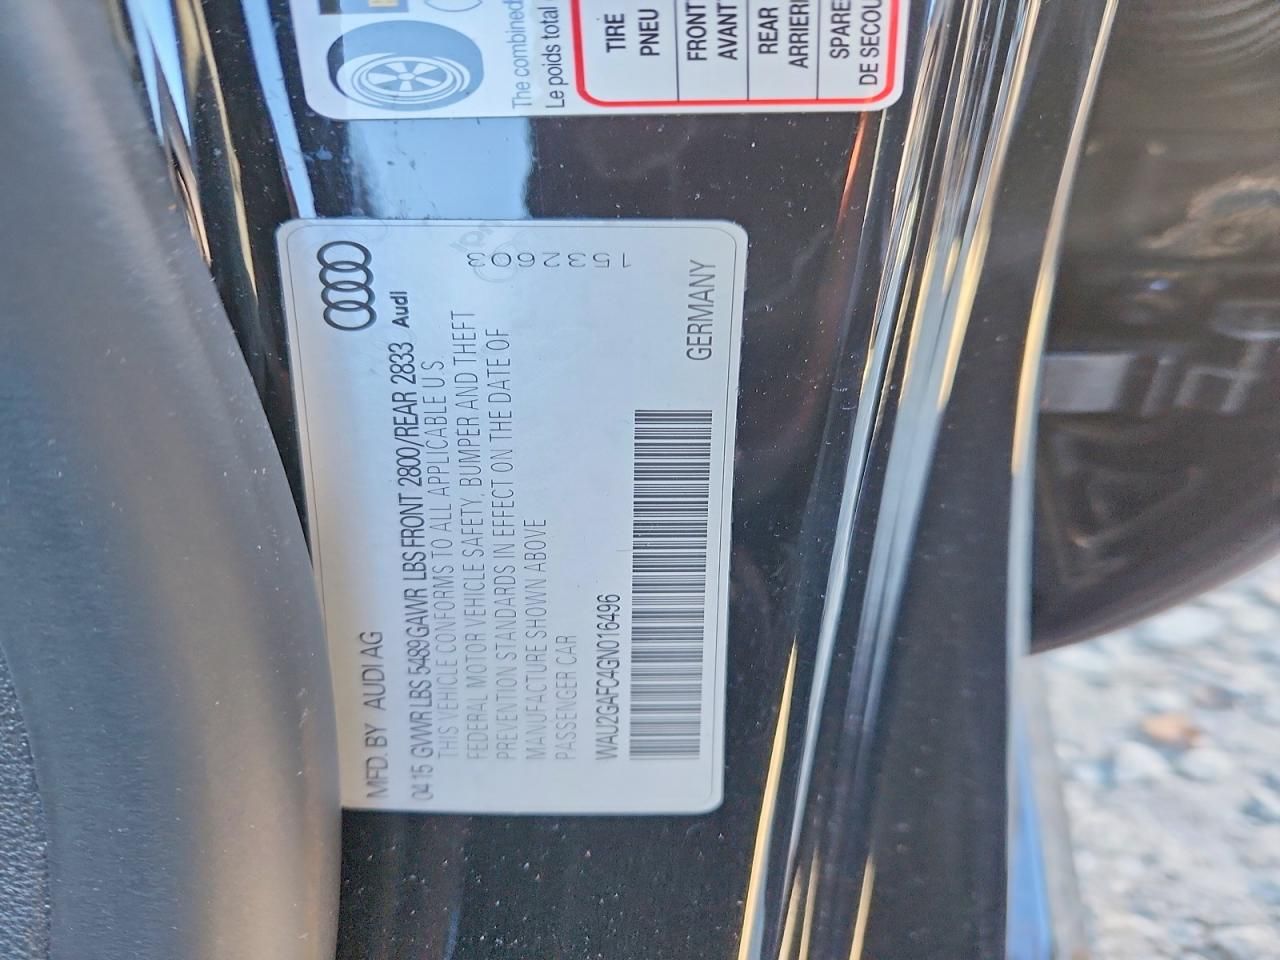 The combined
Le poids total
TIRE
PNEU
FRONT
AVANT
REAR
ARRIERE
SPARE
DE SECOU
MFD. BY AUDI AG
04 15 GVWR LBS 5489 GAWR LBS FRONT 2800/REAR 2833 Audi
THIS VEHICLE CONFORMS TO ALL APPLICABLE U.S.
FEDERAL MOTOR VEHICLE SAFETY, BUMPER AND THEFT
PREVENTION STANDARDS IN EFFECT ON THE DATE OF
MANUFACTURE SHOWN ABOVE
PASSENGER CAR
WAU2GAFC4GN016496
GERMANY